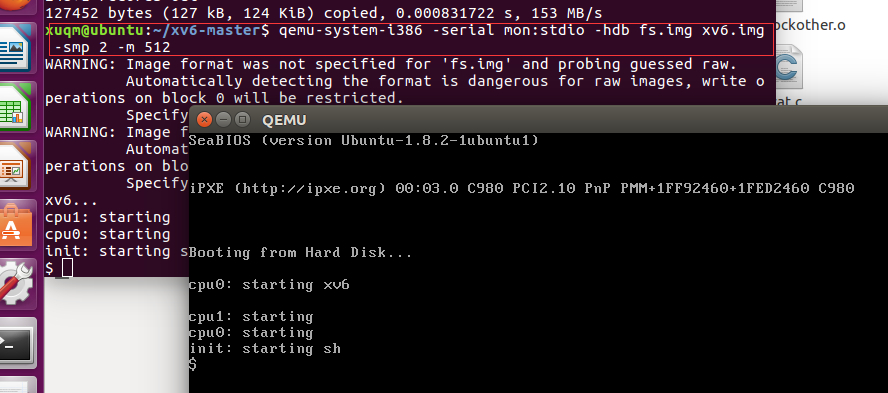 127452 bytes (127 kB, 124 KiB) copied, 0.000831722 s, 153 MB/s
xuqm@ubuntu:~/xv6-master$ qemu-system-i386 -serial mon:stdio -hdb fs.img xv6.img
-smp 2 -m 512
WARNING: Image format was not specified for 'fs.img' and probing guessed raw.
Automatically detecting the format is dangerous for raw images, write o
perations on block 0 will be restricted.
Specify
WARNING: Image f
Automat
perations on blo
Specify
xv6...
cpu1: starting
cpu0: starting
init: starting s
$
ockother.o
at.c
QEMU
SeaBIOS (version Ubuntu-1.8.2-1ubuntu1)
iPXE (http://ipxe.org) 00:03.0 C980 PCI2.10 PnP PMM+1FF92460+1FED2460 C980
Booting from Hard Disk...
cpu0: starting xv6
cpu1: starting
cpu0: starting
init: starting sh
$